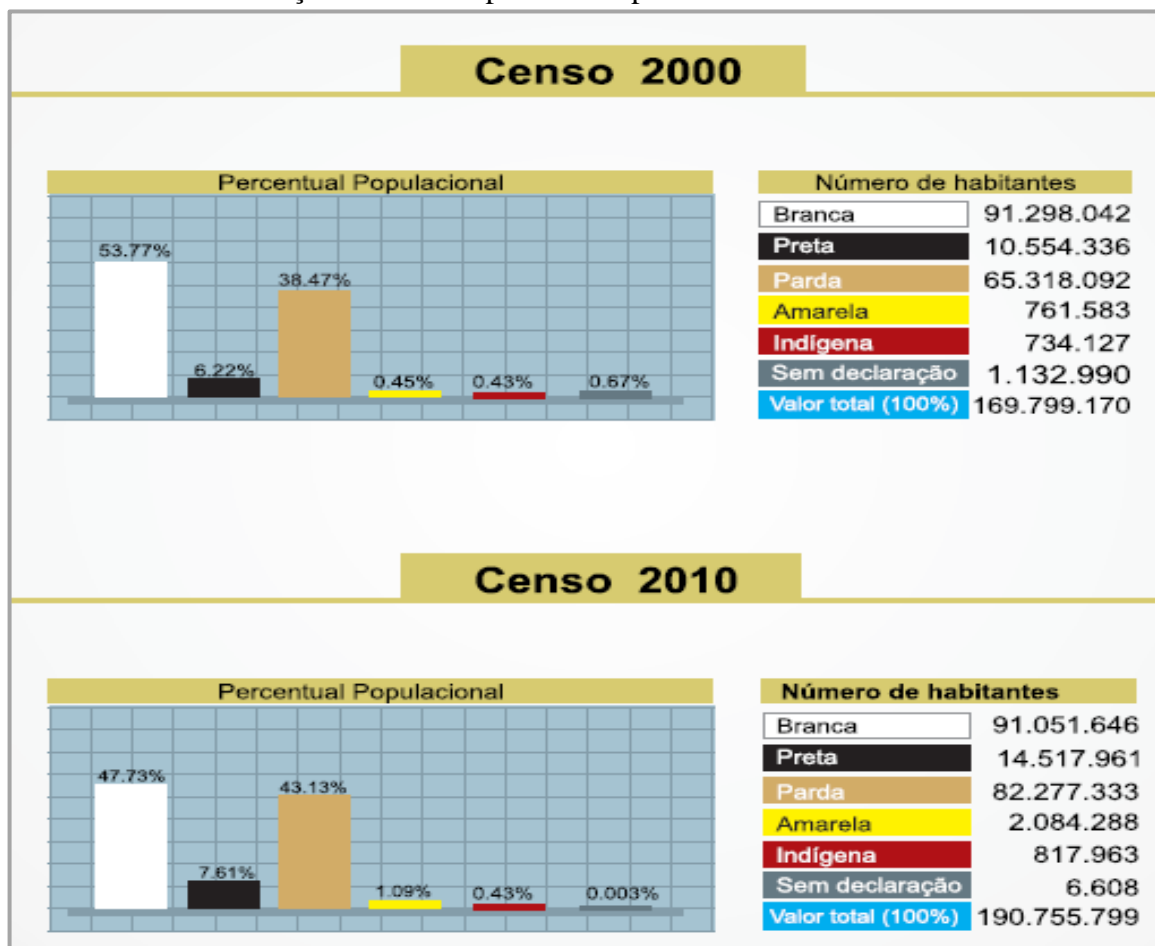 Censo 2000
Percentual Populacional
53.77%
6.22%
38.47%
0.45%
0.43%
0.67%
Número de habitantes
Branca 91.298.042
Preta 10.554.336
Parda 65.318.092
Amarela 761.583
Indígena 734.127
Sem declaração 1.132.990
Valor total (100%) 169.799.170
Censo 2010
Percentual Populacional
47.73%
7.61%
43.13%
1.09%
0.43%
0.003%
Número de habitantes
Branca 91.051.646
Preta 14.517.961
Parda 82.277.333
Amarela 2.084.288
Indígena 817.963
Sem declaração 6.608
Valor total (100%) 190.755.799